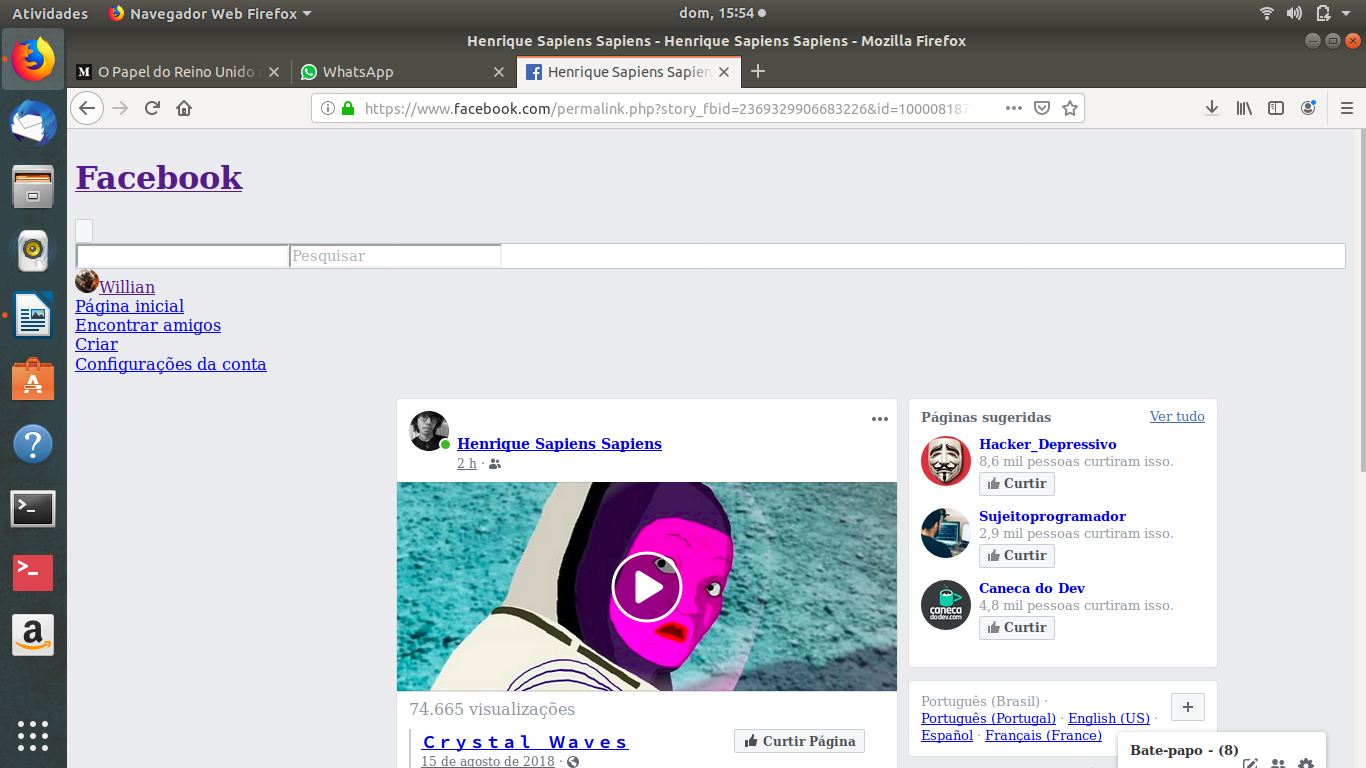 Atividades
Navegador Web Firefox
dom, 15:54
Henrique Sapiens Sapiens - Henrique Sapiens Sapiens - Mozilla Firefox
M O Papel do Reino Unido
WhatsApp
Henrique Sapiens Sapien
https://www.facebook.com/permalink.php?story_fbid=2369329906683226&id=100008187
Facebook
Pesquisar
Willian
Página inicial
Encontrar amigos
Criar
Configurações da conta
Henrique Sapiens Sapiens
2 h ·
74.665 visualizações
Crystal Waves
15 de agosto de 2018 ·
Curtir Página
Páginas sugeridas
Ver tudo
Hacker_Depressivo
8,6 mil pessoas curtiram isso.
Curtir
Sujeitoprogramador
2,9 mil pessoas curtiram isso.
Curtir
caneca
dodev.com
Caneca do Dev
4,8 mil pessoas curtiram isso.
Curtir
Português (Brasil) ·
Português (Portugal) · English (US) ·
Español · Français (France)
Bate-papo - (8)